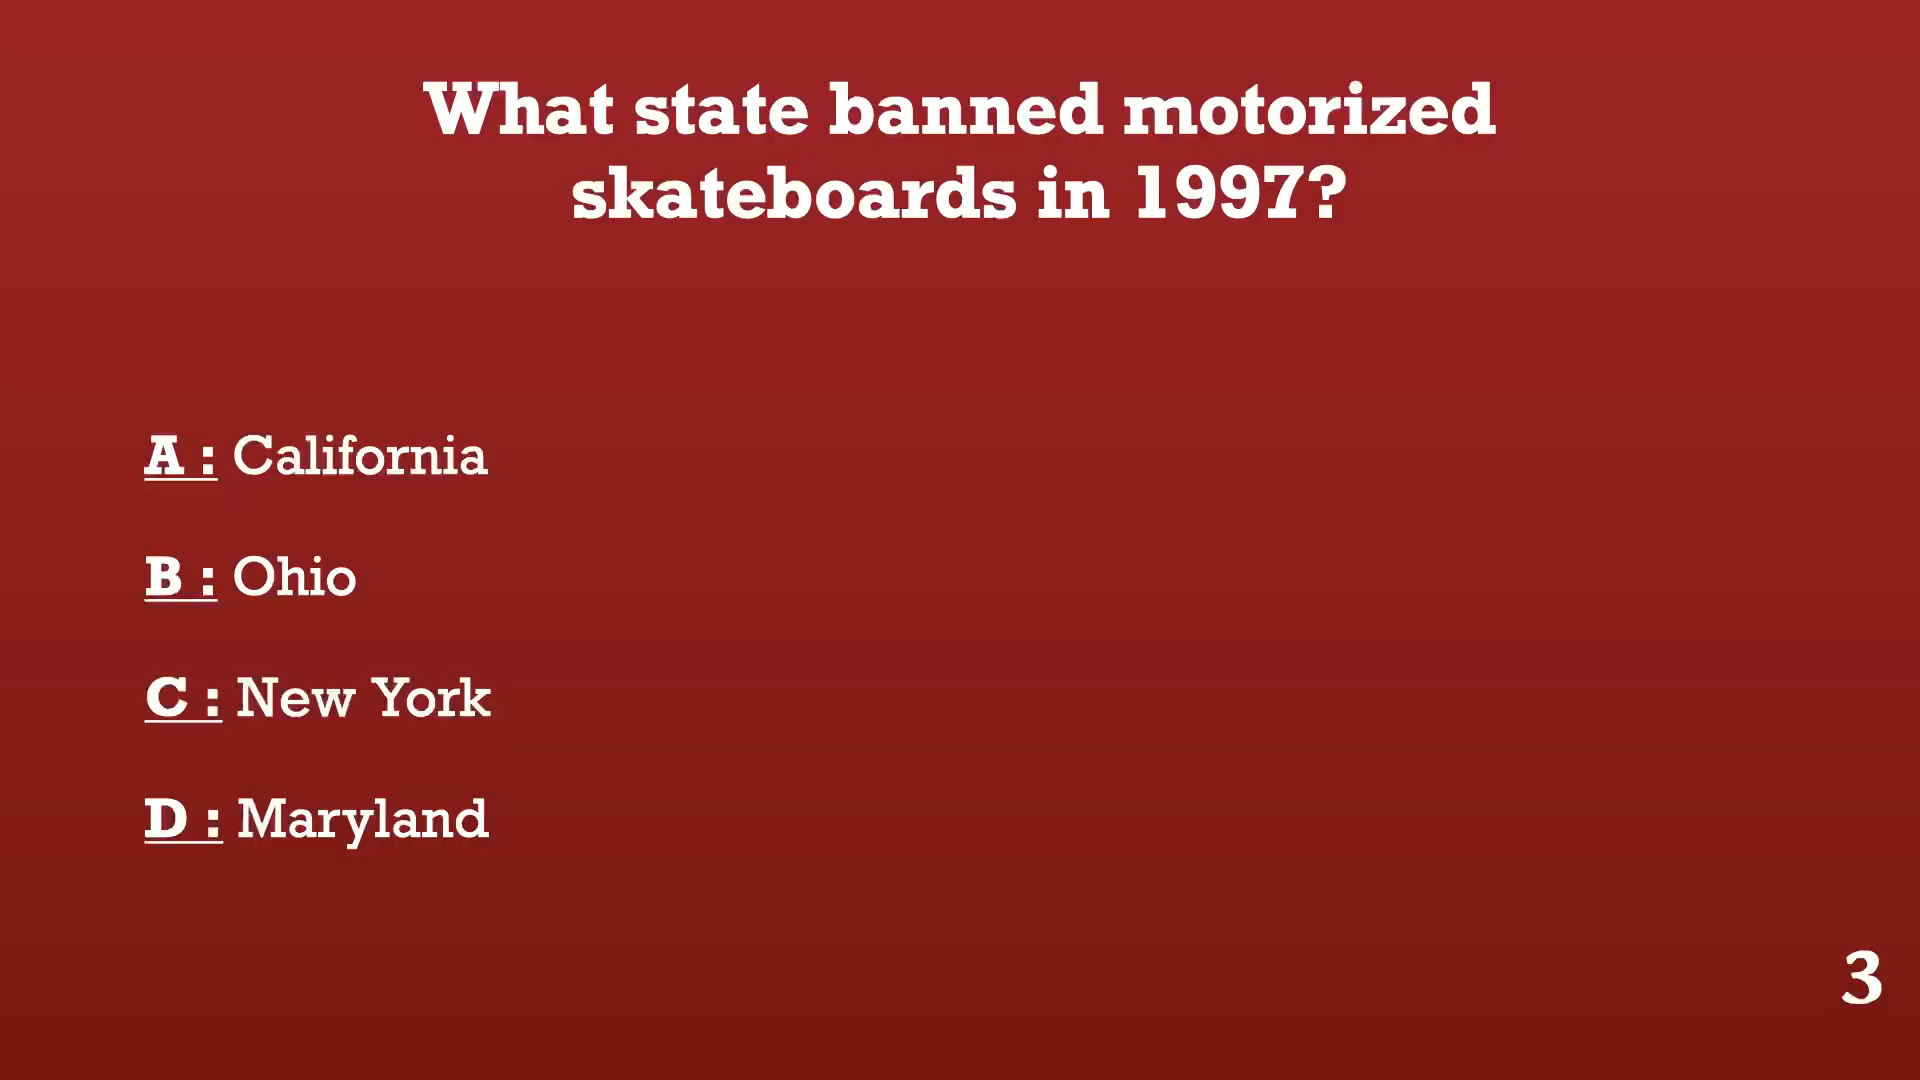 What state banned motorized
skateboards in 1997?
A : California
B : Ohio
C : New York
D : Maryland
3